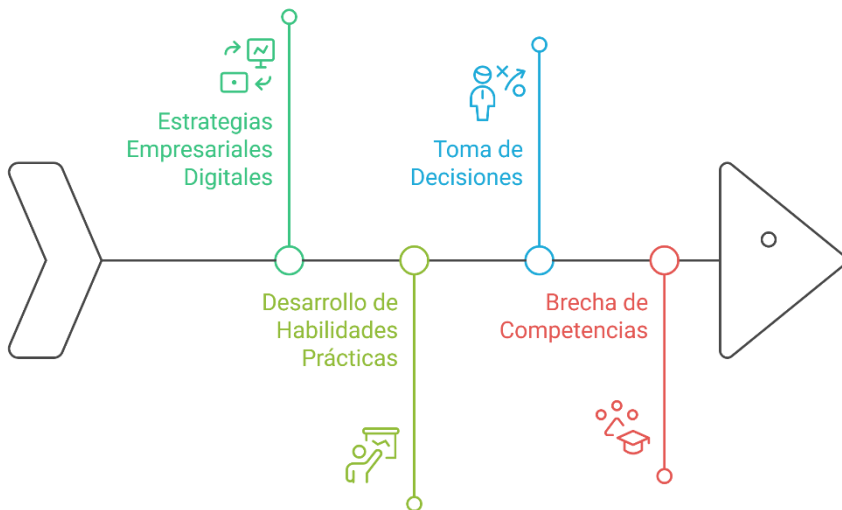 Estrategias
Empresariales
Digitales
Toma de
Decisiones
Desarrollo de
Habilidades
Prácticas
Brecha de
Competencias